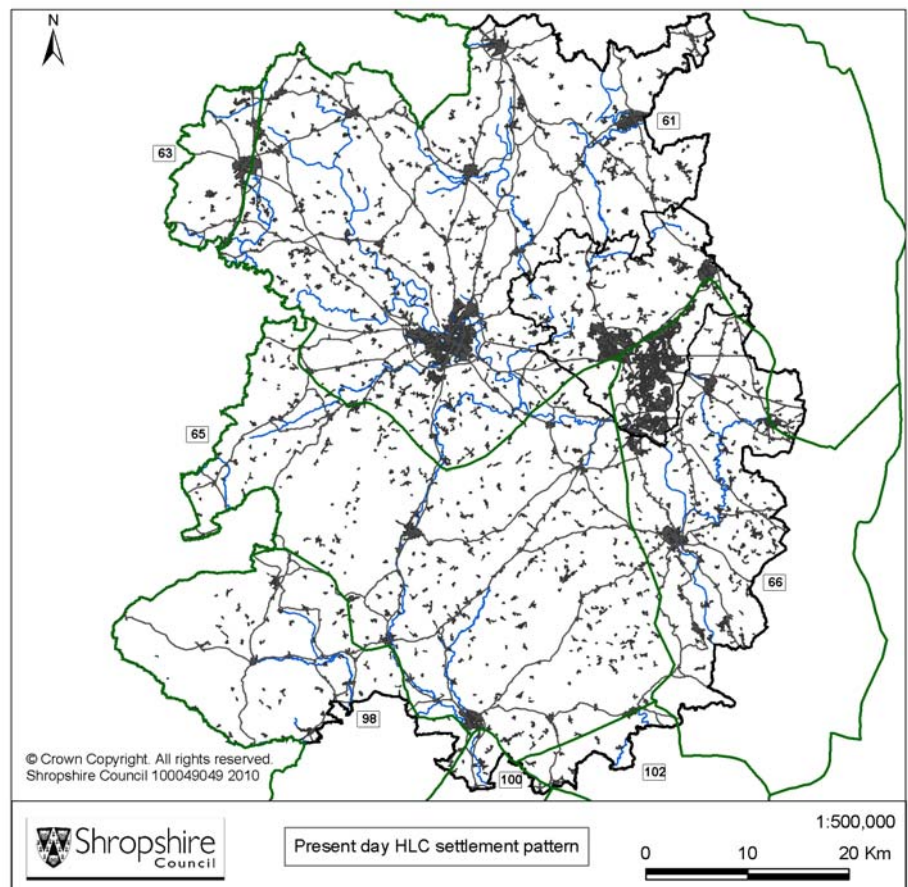 N
61
63
65
66
98
© Crown Copyright. All rights reserved.
Shropshire Council 100049049 2010
100
102
Shropshire
Council
Present day HLC settlement pattern
1:500,000
0 10 20 Km